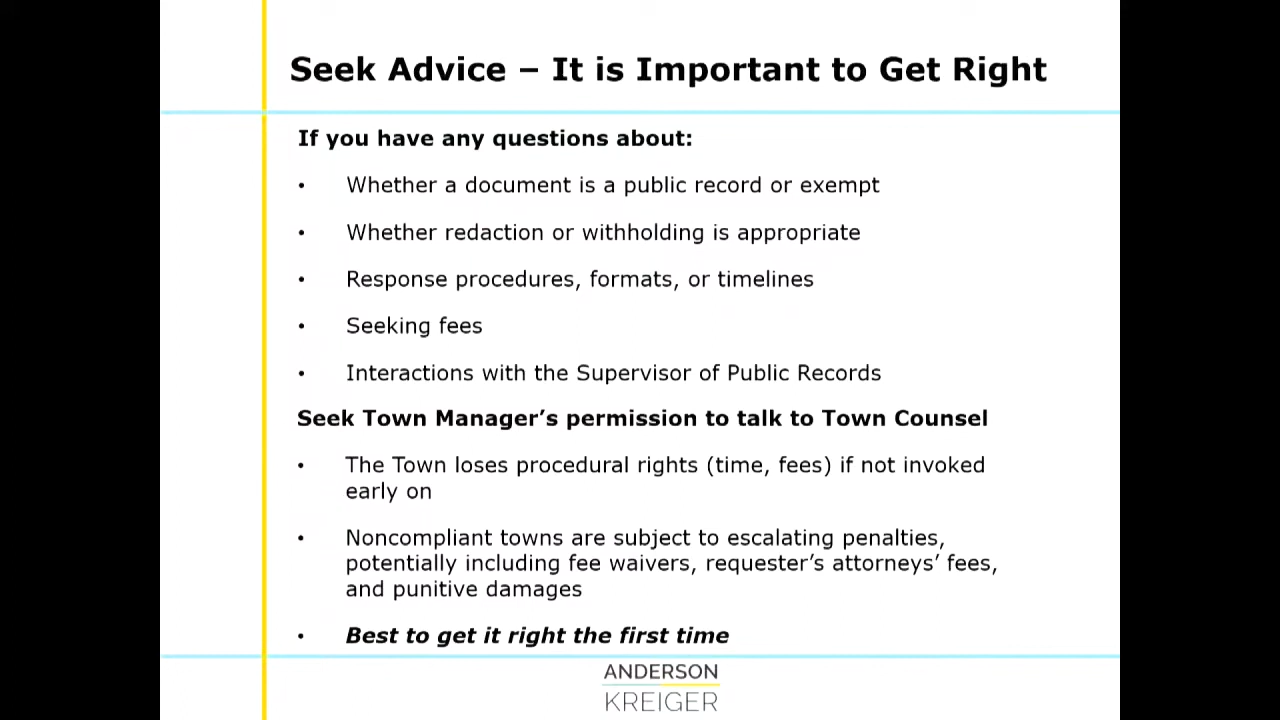 Seek Advice – It is Important to Get Right
If you have any questions about:
• Whether a document is a public record or exempt
• Whether redaction or withholding is appropriate
• Response procedures, formats, or timelines
• Seeking fees
• Interactions with the Supervisor of Public Records
Seek Town Manager’s permission to talk to Town Counsel
• The Town loses procedural rights (time, fees) if not invoked
early on
• Noncompliant towns are subject to escalating penalties,
potentially including fee waivers, requester’s attorneys’ fees,
and punitive damages
• Best to get it right the first time
ANDERSON
KREIGER